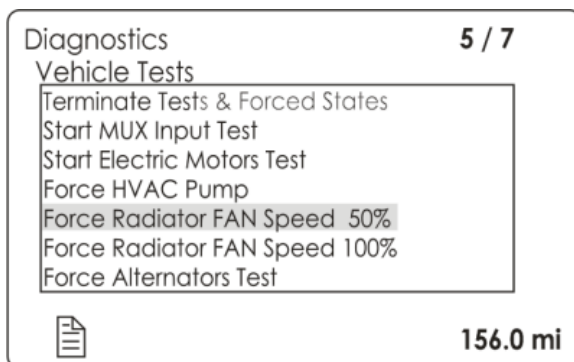 Diagnostics 5 / 7
Vehicle Tests
Terminate Tests & Forced States
Start MUX Input Test
Start Electric Motors Test
Force HVAC Pump
Force Radiator FAN Speed 50%
Force Radiator FAN Speed 100%
Force Alternators Test
156.0 mi